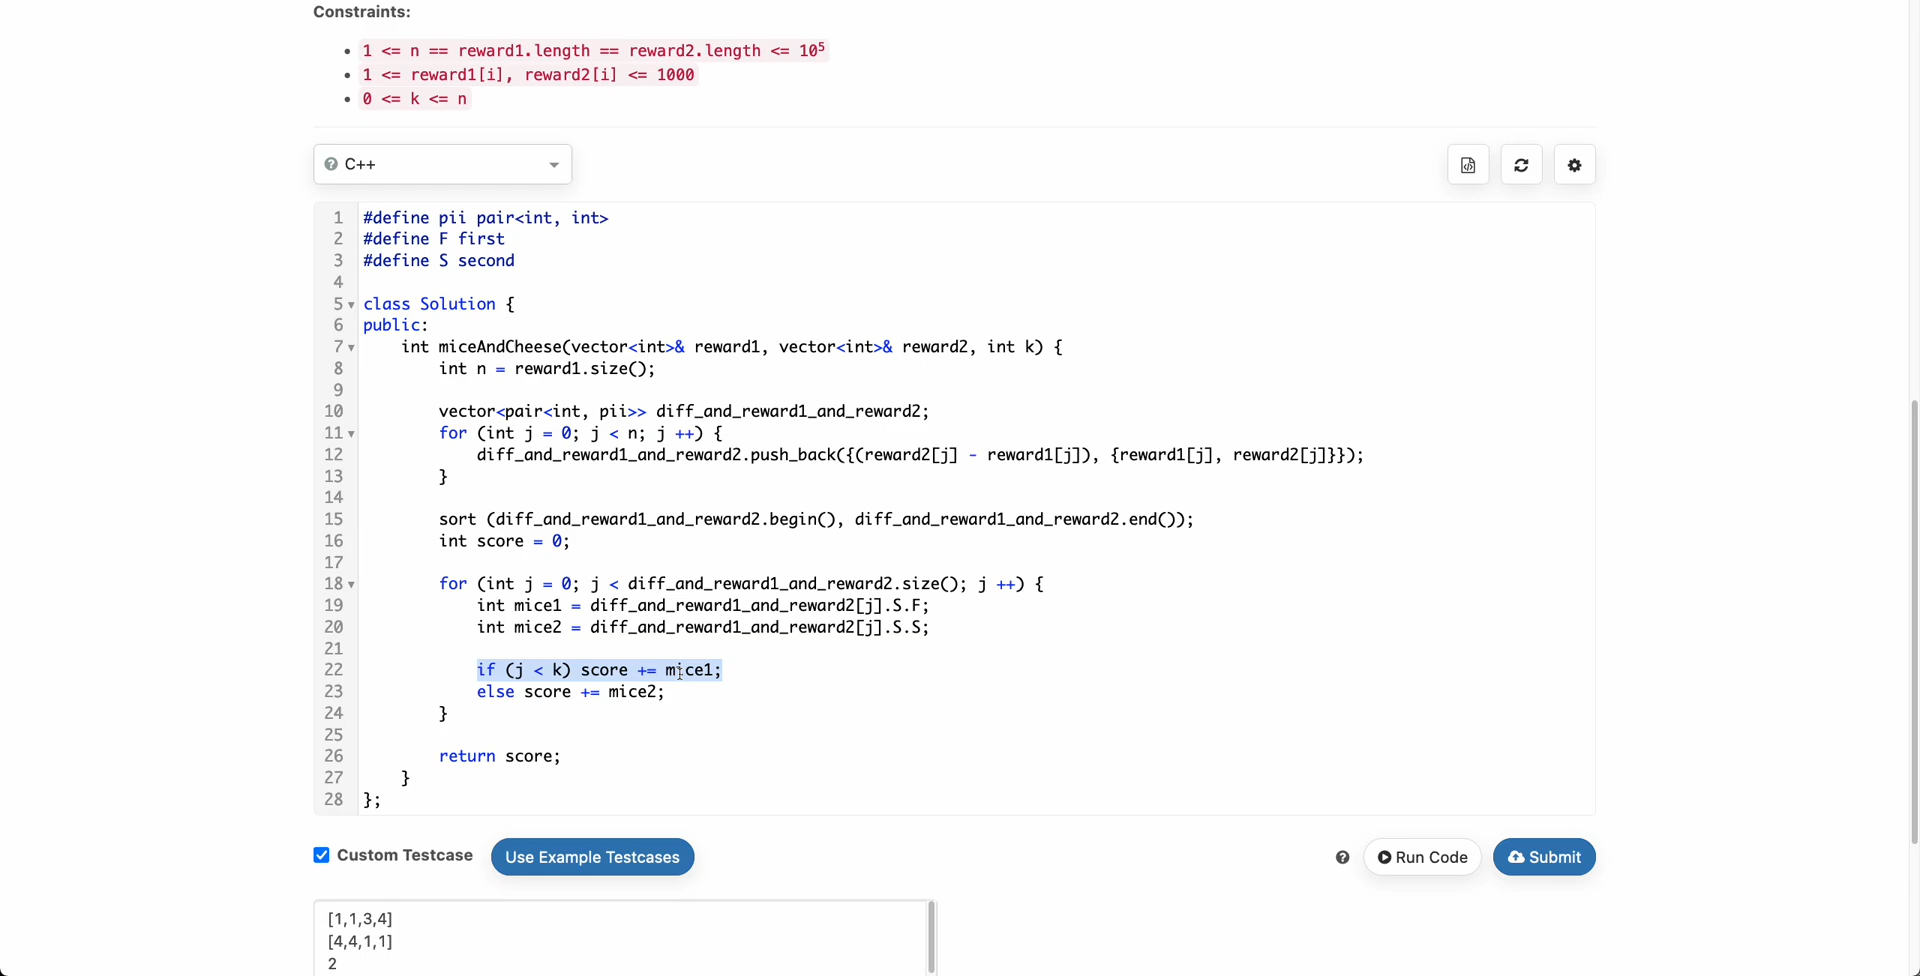 Constraints:
1 <= n == reward1.length == reward2.length <= 10⁵
1 <= reward1[i], reward2[i] <= 1000
0 <= k <= n
C++
1 #define pii pair<int, int>
2 #define F first
3 #define S second
4
5 class Solution {
6 public:
7     int miceAndCheese(vector<int>& reward1, vector<int>& reward2, int k) {
8         int n = reward1.size();
9
10         vector<pair<int, pii>> diff_and_reward1_and_reward2;
11         for (int j = 0; j < n; j ++) {
12             diff_and_reward1_and_reward2.push_back({(reward2[j] - reward1[j]), {reward1[j], reward2[j]}});
13         }
14
15         sort (diff_and_reward1_and_reward2.begin(), diff_and_reward1_and_reward2.end());
16         int score = 0;
17
18         for (int j = 0; j < diff_and_reward1_and_reward2.size(); j ++) {
19             int mice1 = diff_and_reward1_and_reward2[j].S.F;
20             int mice2 = diff_and_reward1_and_reward2[j].S.S;
21
22             if (j < k) score += mice1;
23             else score += mice2;
24         }
25
26         return score;
27     }
28 };
Custom Testcase Use Example Testcases Run Code Submit
[1,1,3,4]
[4,4,1,1]
2